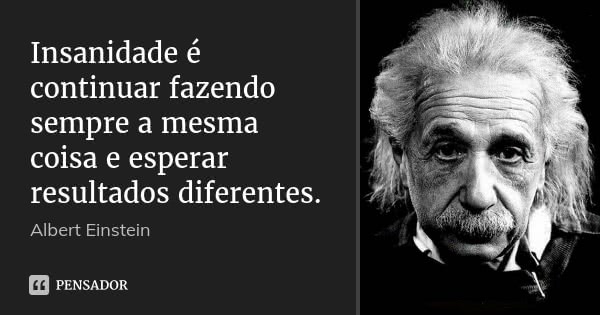 Insanidade é
continuar fazendo
sempre a mesma
coisa e esperar
resultados diferentes.
Albert Einstein
PENSADOR